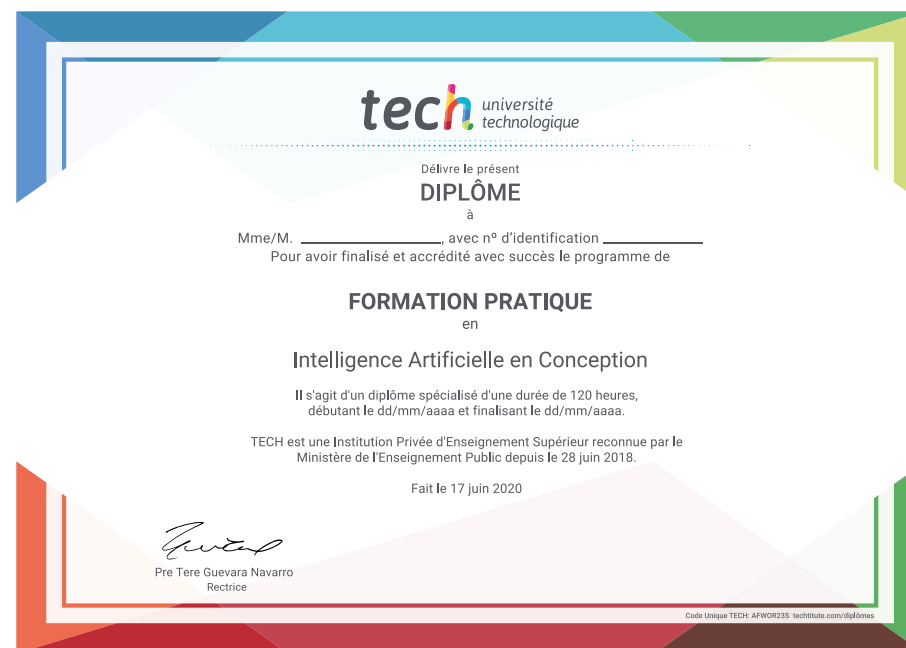 tech université
technologique
Délivre le présent
DIPLÔME
à
Mme/M. ____________________, avec nº d'identification ______________
Pour avoir finalisé et accrédité avec succès le programme de
FORMATION PRATIQUE
en
Intelligence Artificielle en Conception
Il s'agit d'un diplôme spécialisé d'une durée de 120 heures,
débutant le dd/mm/aaaa et finalisant le dd/mm/aaaa.
TECH est une Institution Privée d'Enseignement Supérieur reconnue par le
Ministère de l'Enseignement Public depuis le 28 juin 2018.
Fait le 17 juin 2020
Pre Tere Guevara Navarro
Rectrice
Code Unique TECH: AFWOR23S techtitute.com/diplômes